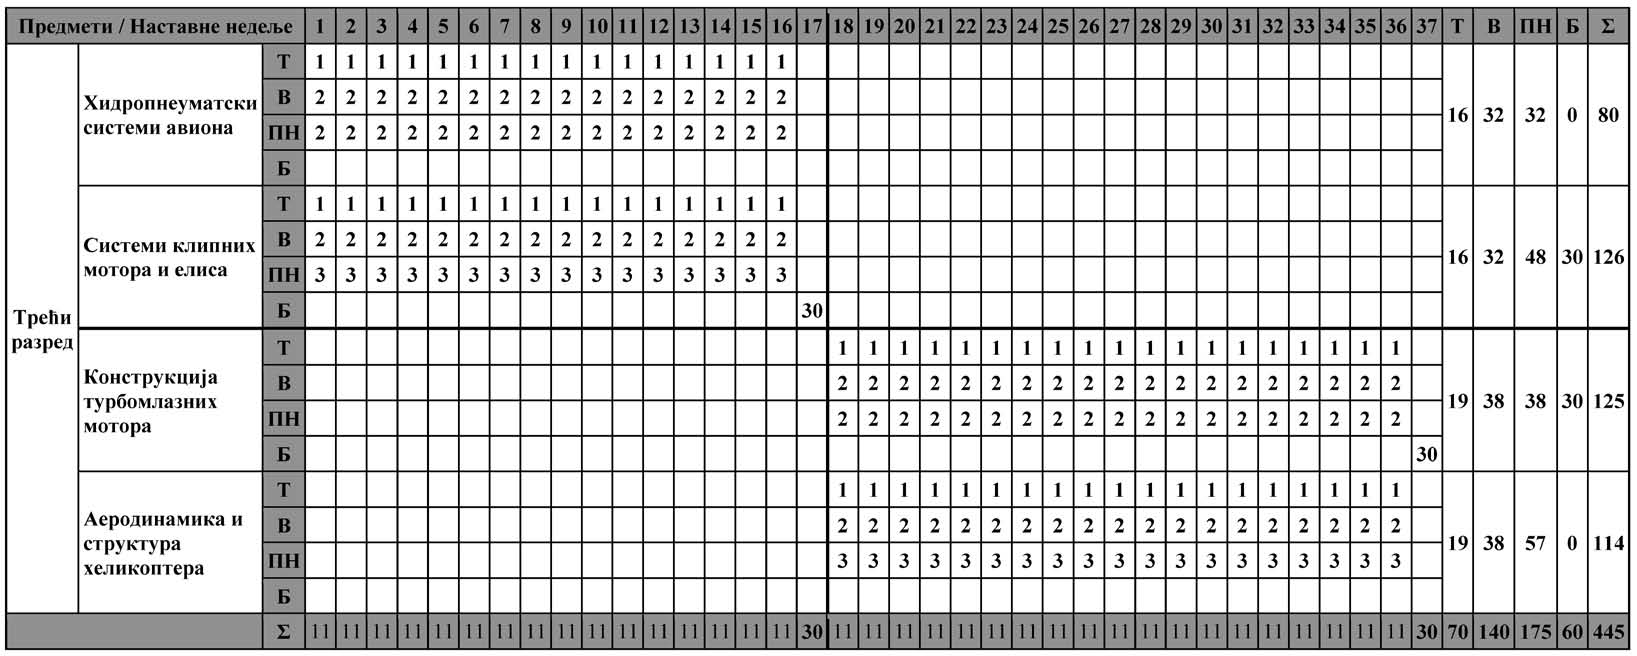 Предмети / Наставне недеље 1 2 3 4 5 6 7 8 9 10 11 12 13 14 15 16 17 18 19 20 21 22 23 24 25 26 27 28 29 30 31 32 33 34 35 36 37 Т В ПН Б Σ
Трећи разред
Хидропнеуматски системи авиона
Т 1 1 1 1 1 1 1 1 1 1 1 1 1 1 1 1
В 2 2 2 2 2 2 2 2 2 2 2 2 2 2 2 2
ПН 2 2 2 2 2 2 2 2 2 2 2 2 2 2 2 2
Б
16 32 32 0 80
Системи клипних мотора и елиса
Т 1 1 1 1 1 1 1 1 1 1 1 1 1 1 1 1
В 2 2 2 2 2 2 2 2 2 2 2 2 2 2 2 2
ПН 3 3 3 3 3 3 3 3 3 3 3 3 3 3 3 3
Б 30
16 32 48 30 126
Конструкција турбомлазних мотора
Т 1 1 1 1 1 1 1 1 1 1 1 1 1 1 1 1 1 1 1
В 2 2 2 2 2 2 2 2 2 2 2 2 2 2 2 2 2 2 2
ПН 2 2 2 2 2 2 2 2 2 2 2 2 2 2 2 2 2 2 2
Б 30
19 38 38 30 125
Аеродинамика и структура хеликоптера
Т 1 1 1 1 1 1 1 1 1 1 1 1 1 1 1 1 1 1 1
В 2 2 2 2 2 2 2 2 2 2 2 2 2 2 2 2 2 2 2
ПН 3 3 3 3 3 3 3 3 3 3 3 3 3 3 3 3 3 3 3
Б
19 38 57 0 114
Σ 11 11 11 11 11 11 11 11 11 11 11 11 11 11 11 11 30 11 11 11 11 11 11 11 11 11 11 11 11 11 11 11 11 11 11 11 30 70 140 175 60 445